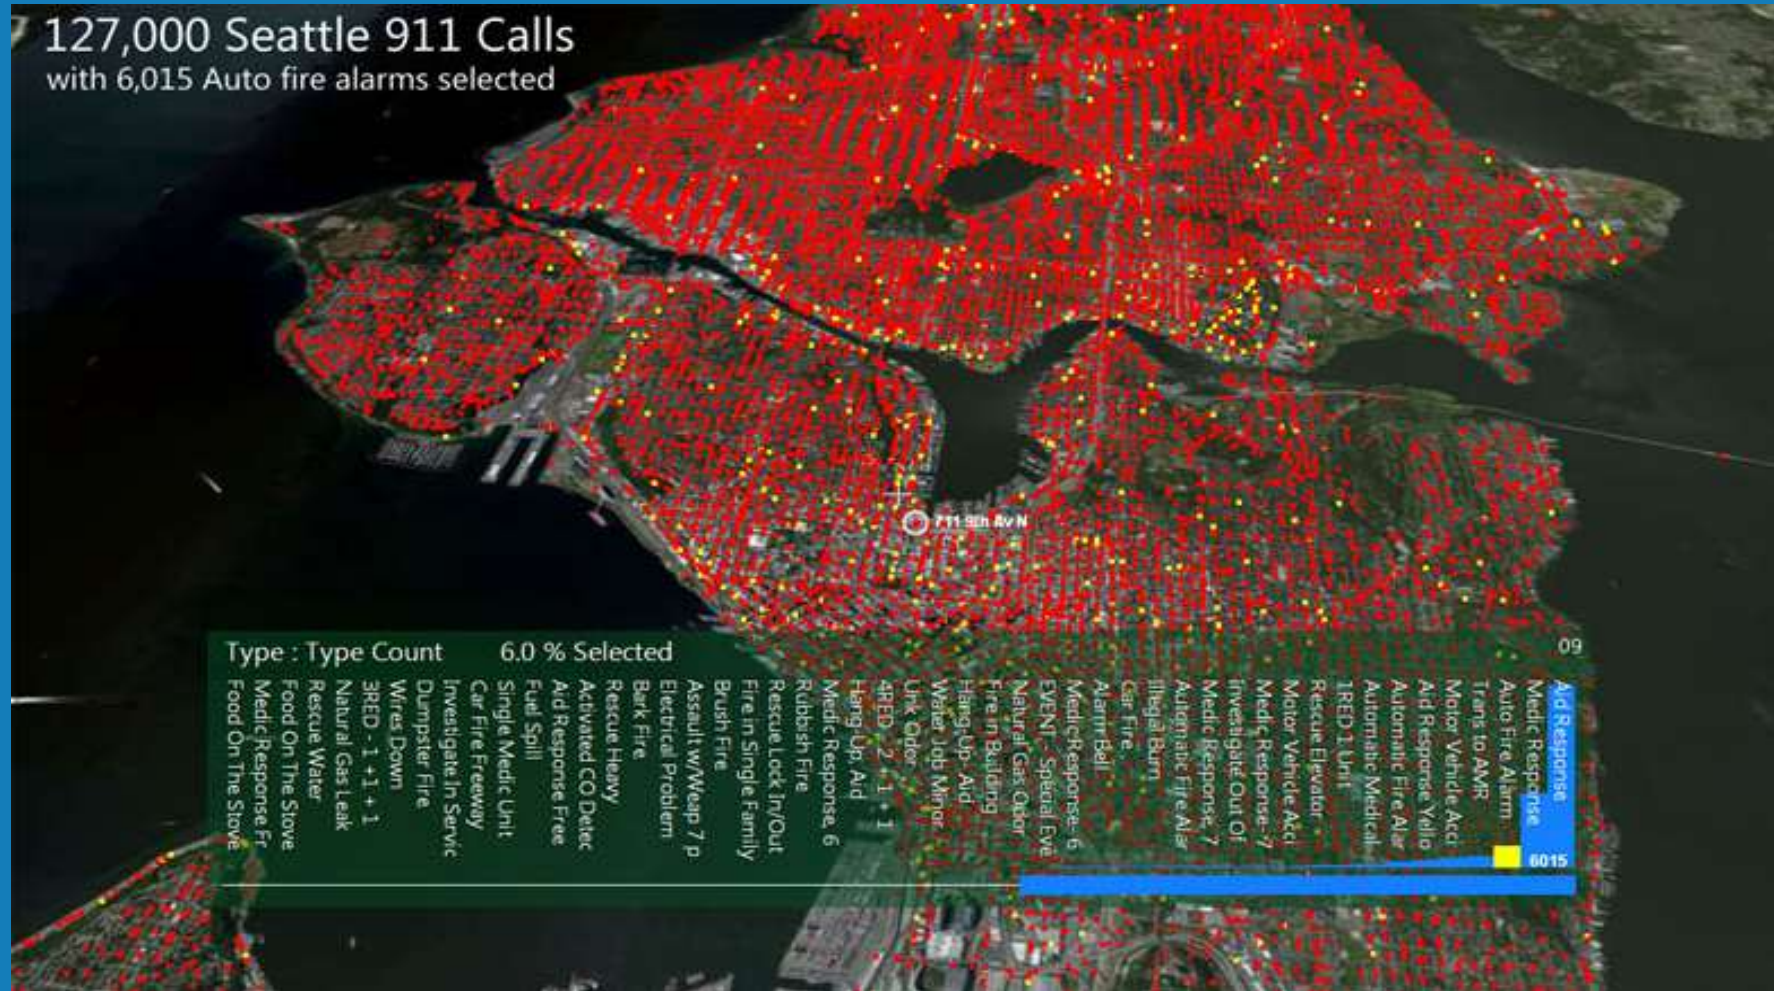 127,000 Seattle 911 Calls
with 6,015 Auto fire alarms selected
711 9th Av N
Type : Type Count 6.0 % Selected
09
Food On The Stove
Medic Response Fr
Food On The Stove
Rescue Water
Natural Gas Leak
3RED - 1 +1 + 1
Wires Down
Dumpster Fire
Investigate In Servic
Car Fire Freeway
Single Medic Unit
Fuel Spill
Aid Response Free
Activated CO Detec
Rescue Heavy
Bark Fire
Electrical Problem
Assault w/Weap 7 p
Brush Fire
Fire in Single Family
Rescue Lock In/Out
Rubbish Fire
Medic Response, 6
Hang-Up, Aid
4RED - 2 + 1 + 1
Unk Odor
Water Job Minor
Hang-Up- Aid
Fire in Building
Natural Gas Odor
EVENT - Special Eve
Medic Response- 6
Alarm Bell
Car Fire
Illegal Burn
Automatic Fire Alar
Medic Response, 7
Investigate Out Of
Medic Response- 7
Motor Vehicle Acci
Rescue Elevator
1RED 1 Unit
Automatic Medical
Automatic Fire Alar
Aid Response Yello
Motor Vehicle Acci
Trans to AMR
Auto Fire Alarm
Medic Response
Aid Response
6015